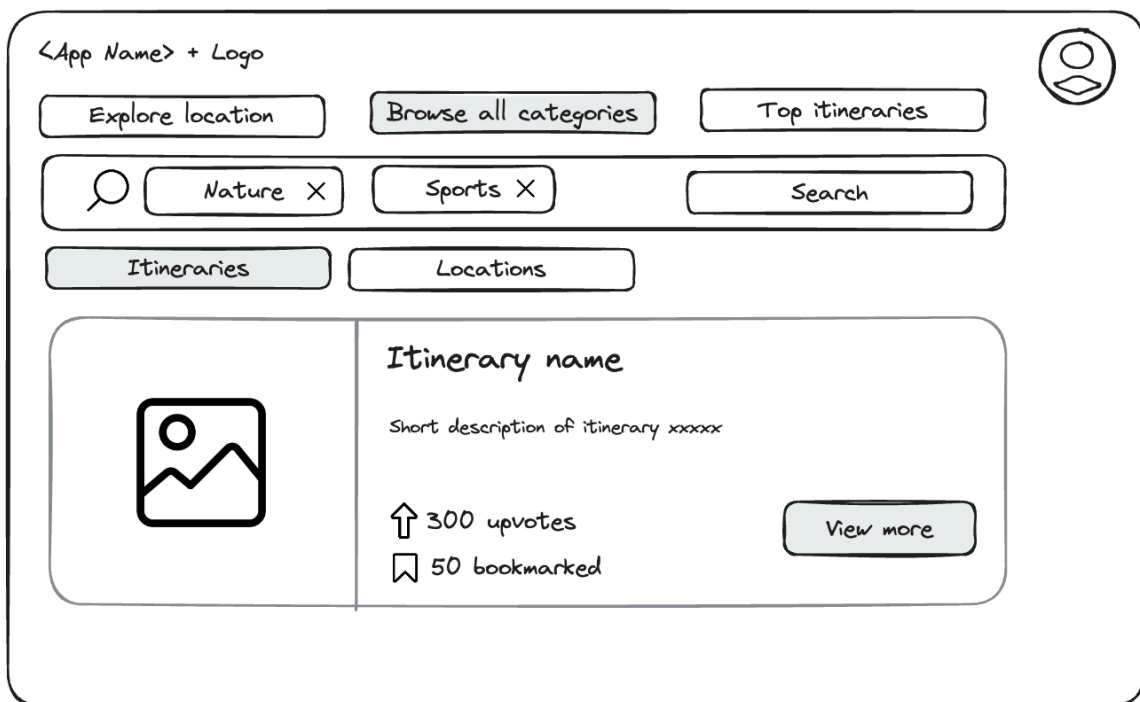 <App Name> + Logo
Explore location
Browse all categories
Top itineraries
Nature X
Sports X
Search
Itineraries
Locations
Itinerary name
Short description of itinerary xxxxx
300 upvotes
50 bookmarked
View more